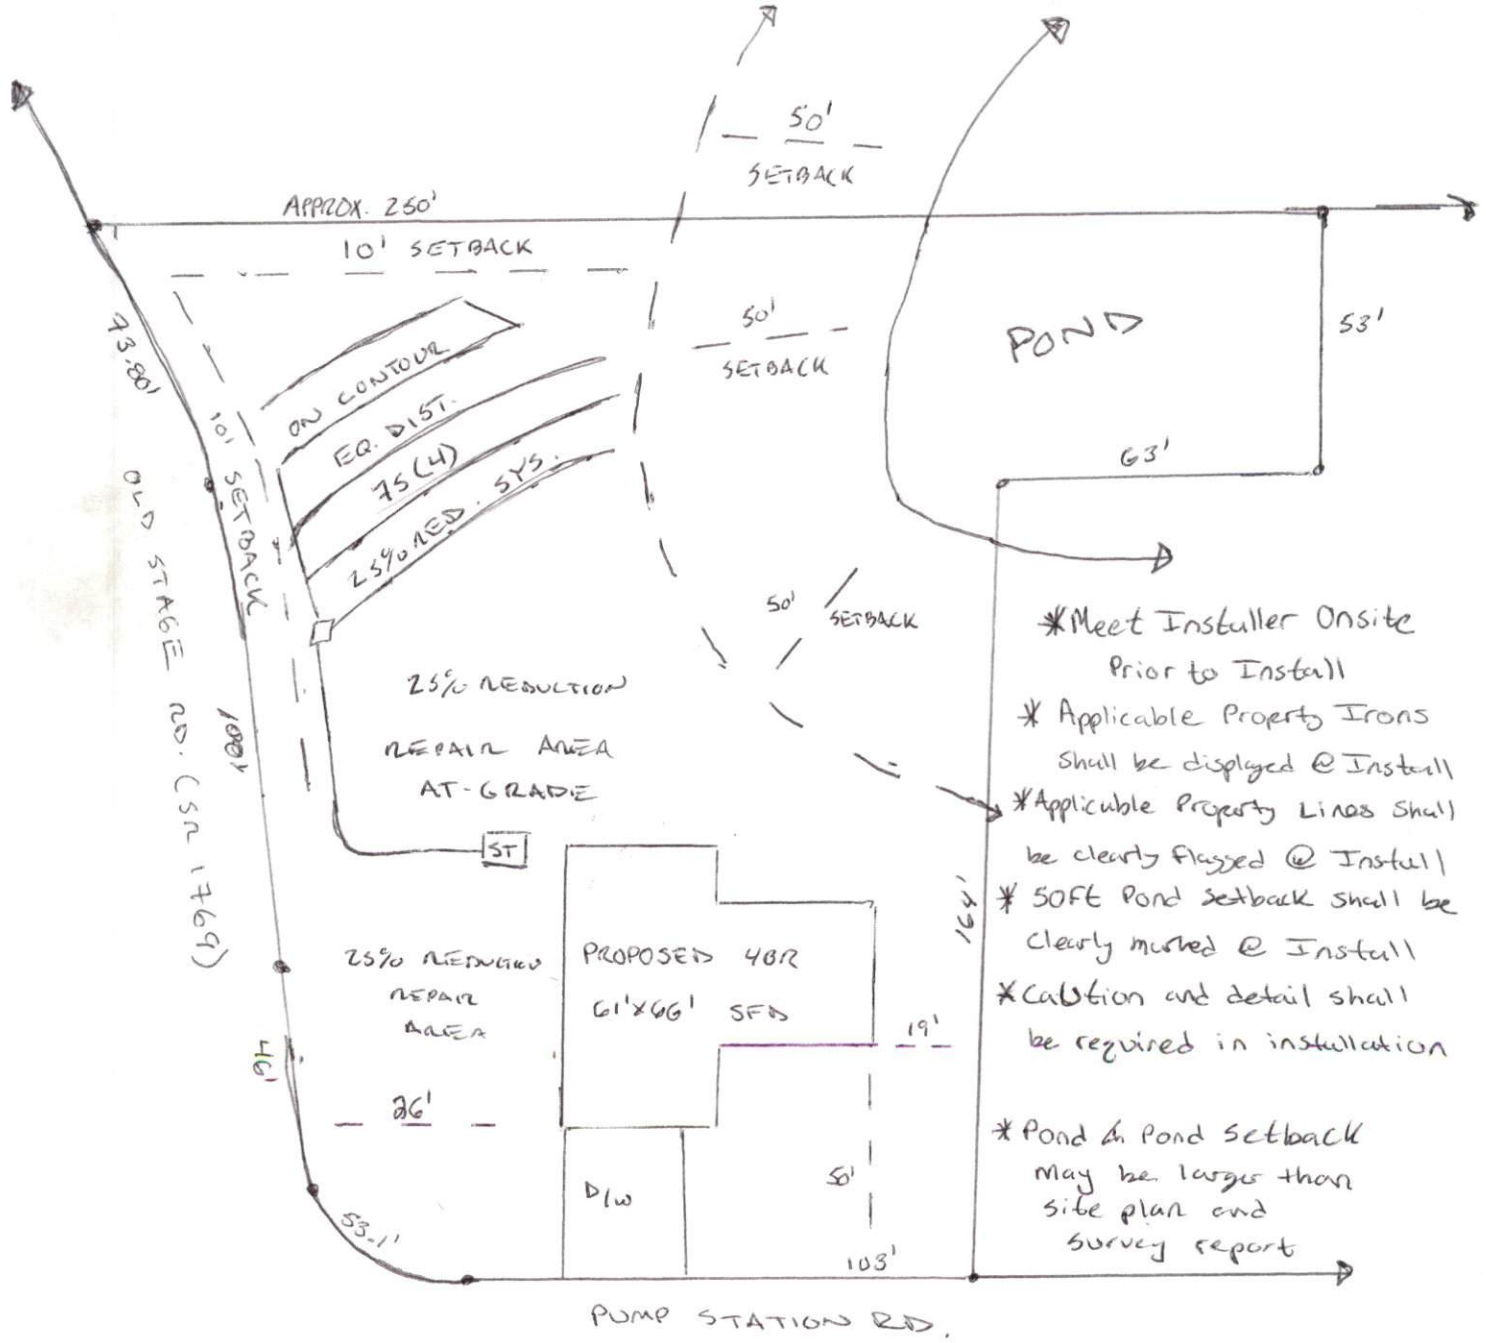 50'
SETBACK
APPROX. 250'
10' SETBACK
73.80'
50'
SETBACK
POND
53'
63'
ON CONTOUR
EQ. DIST.
75(4)
25% RED. SYS.
10' SETBACK
OLD STAGE RD. (SR 1769)
50'
SETBACK
*Meet Installer Onsite
Prior to Install
* Applicable Property Irons
Shall be displayed @ Install
*Applicable Property Lines Shall
be clearly flagged @ Install
* 50ft Pond Setback shall be
clearly marked @ Install
*Caution and detail shall
be required in installation
* Pond & Pond Setback
may be larger than
site plan and
survey report
25% REDUCTION
REPAIR AREA
AT-GRADE
ST
164'
PROPOSED 4BR
61'X66' SFD
25% REDUCTION
REPAIR
AREA
19'
46'
26'
D/W
50'
53.1'
103'
PUMP STATION RD.